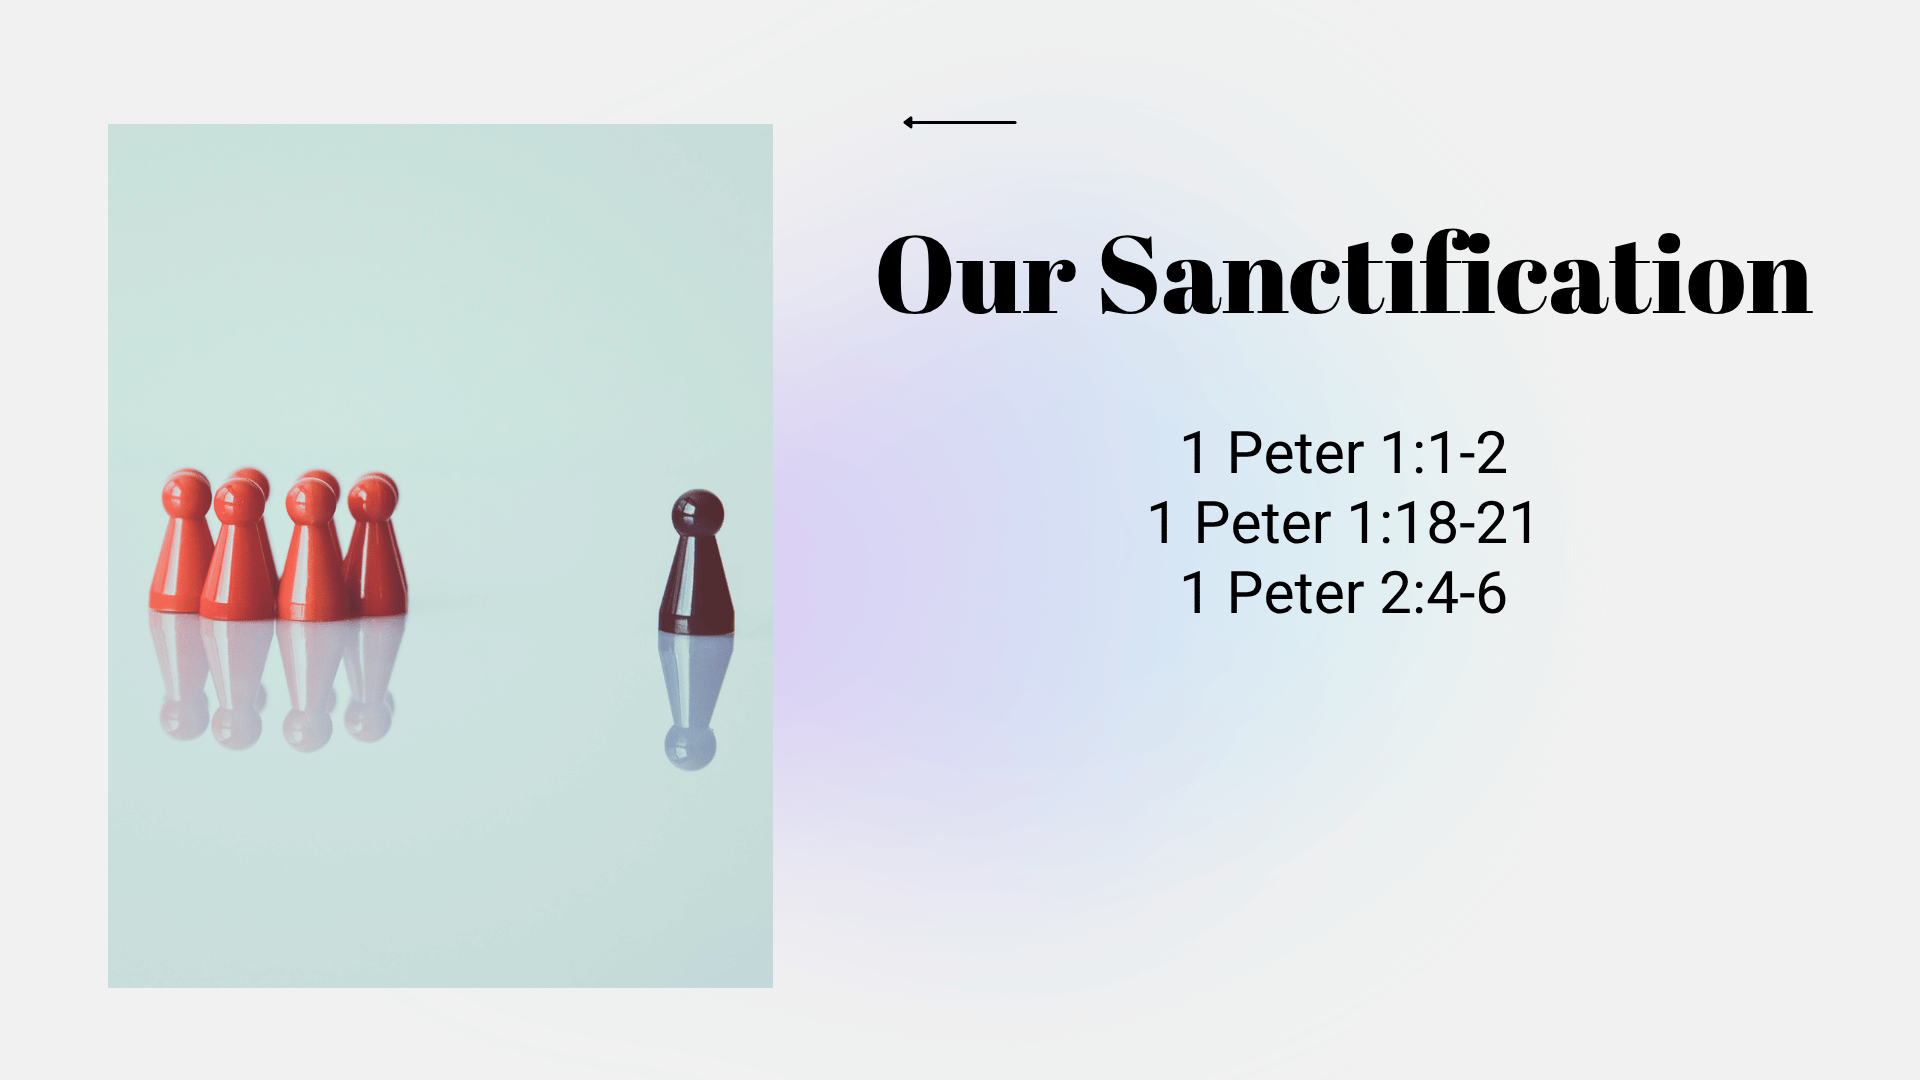 Our Sanctification
1 Peter 1:1-2
1 Peter 1:18-21
1 Peter 2:4-6